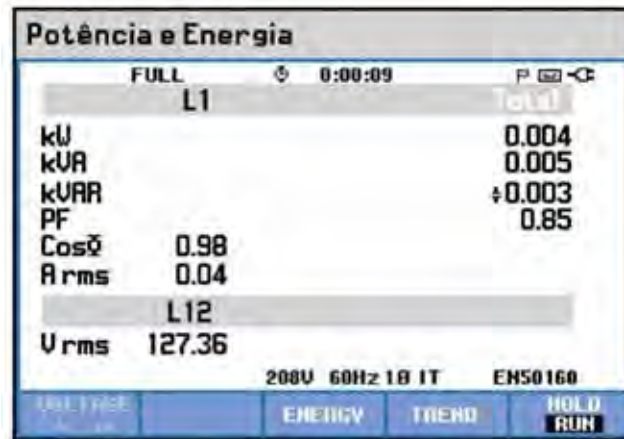 Potência e Energia
FULL 0:00:09 P
L1 Total
kW 0.004
kVA 0.005
kVAR 0.003
PF 0.85
CosΦ 0.98
A rms 0.04
L12
V rms 127.36
208V 60Hz 1Ø IT EN50160
VOLTAGE ENERGY TREND HOLD
RUN